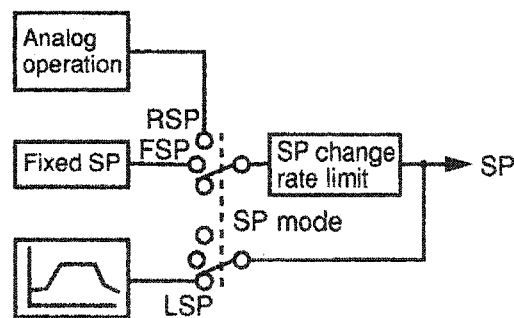 Analog
operation
RSP
FSP
Fixed SP
SP change
rate limit
SP
SP mode
LSP